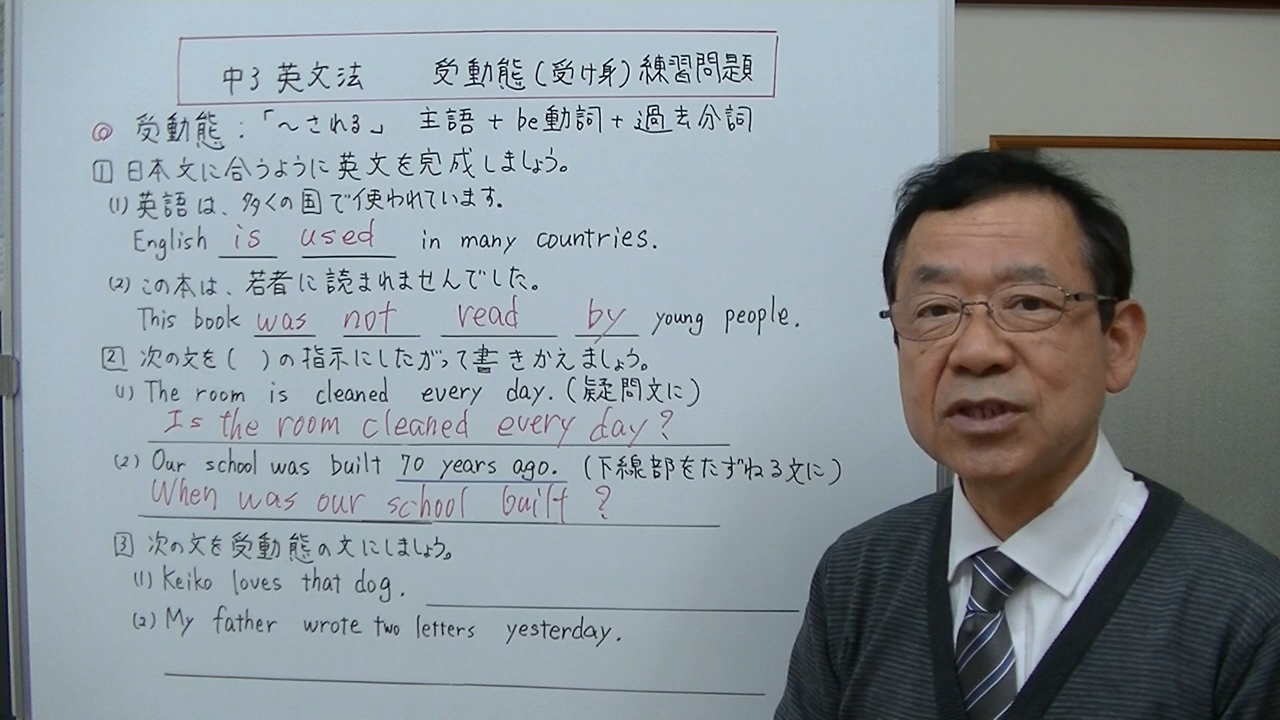 中3 英文法 受動態(受け身)練習問題
◎ 受動態:「~される」 主語 + be動詞 + 過去分詞
1 日本文に合うように英文を完成しましょう。
(1) 英語は、多くの国で使われています。
English is used in many countries.
(2) この本は、若者に読まれませんでした。
This book was not read by young people.
2 次の文を( )の指示にしたがって書きかえましょう。
(1) The room is cleaned every day. (疑問文に)
Is the room cleaned every day?
(2) Our school was built 70 years ago. (下線部をたずねる文に)
When was our school built?
3 次の文を受動態の文にしましょう。
(1) Keiko loves that dog.
(2) My father wrote two letters yesterday.